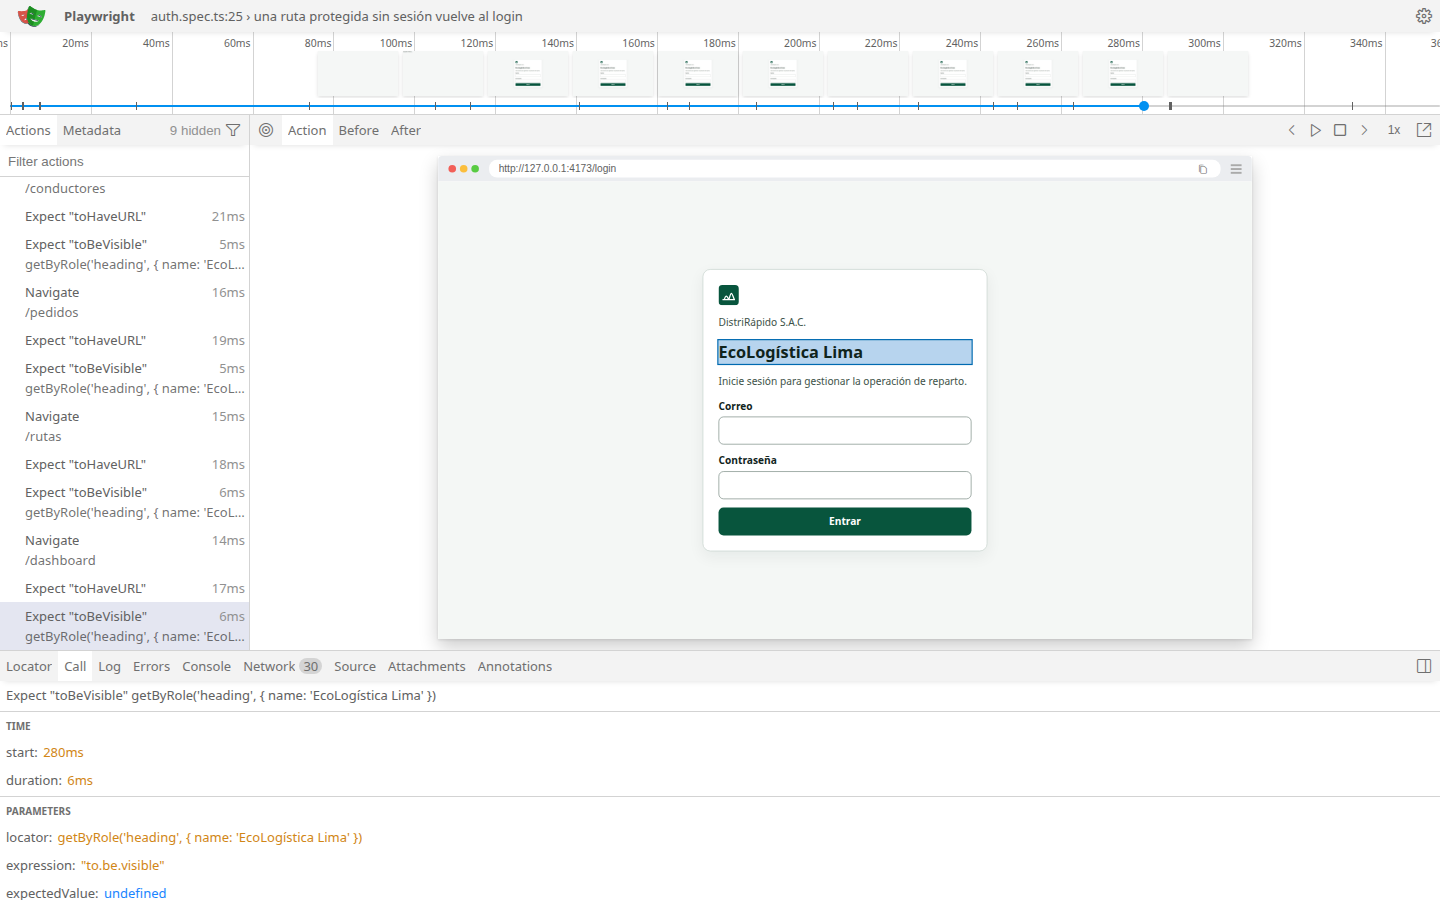 Playwright auth.spec.ts:25 › una ruta protegida sin sesión vuelve al login
20ms 40ms 60ms 80ms 100ms 120ms 140ms 160ms 180ms 200ms 220ms 240ms 260ms 280ms 300ms 320ms 340ms
Actions Metadata 9 hidden
Action Before After 1x
Filter actions
/conductores
Expect "toHaveURL" 21ms
Expect "toBeVisible" 5ms
getByRole('heading', { name: 'EcoL...
Navigate 16ms
/pedidos
Expect "toHaveURL" 19ms
Expect "toBeVisible" 5ms
getByRole('heading', { name: 'EcoL...
Navigate 15ms
/rutas
Expect "toHaveURL" 18ms
Expect "toBeVisible" 6ms
getByRole('heading', { name: 'EcoL...
Navigate 14ms
/dashboard
Expect "toHaveURL" 17ms
Expect "toBeVisible" 6ms
getByRole('heading', { name: 'EcoL...
http://127.0.0.1:4173/login
DistriRápido S.A.C.
EcoLogística Lima
Inicie sesión para gestionar la operación de reparto.
Correo
Contraseña
Entrar
Locator Call Log Errors Console Network 30 Source Attachments Annotations
Expect "toBeVisible" getByRole('heading', { name: 'EcoLogística Lima' })
TIME
start: 280ms
duration: 6ms
PARAMETERS
locator: getByRole('heading', { name: 'EcoLogística Lima' })
expression: "to.be.visible"
expectedValue: undefined